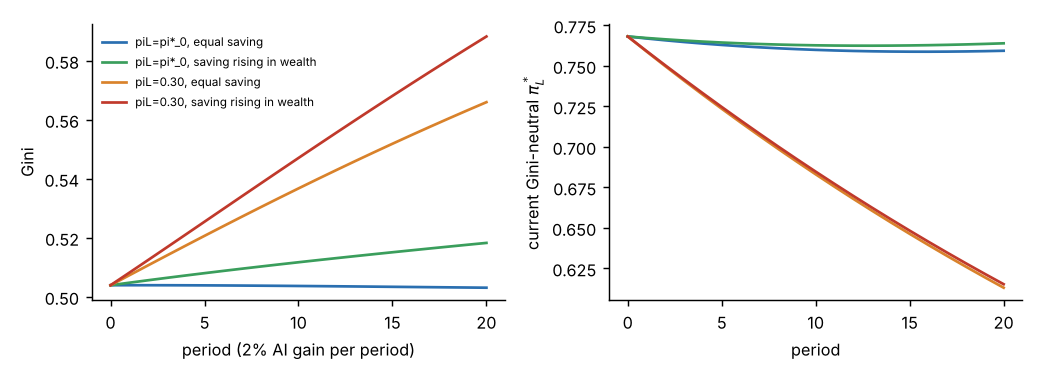 0.58
0.56
0.54
0.52
0.50
Gini
piL=pi*_0, equal saving
piL=pi*_0, saving rising in wealth
piL=0.30, equal saving
piL=0.30, saving rising in wealth
0
5
10
15
20
period (2% AI gain per period)
0.775
0.750
0.725
0.700
0.675
0.650
0.625
current Gini-neutral π*_L
0
5
10
15
20
period